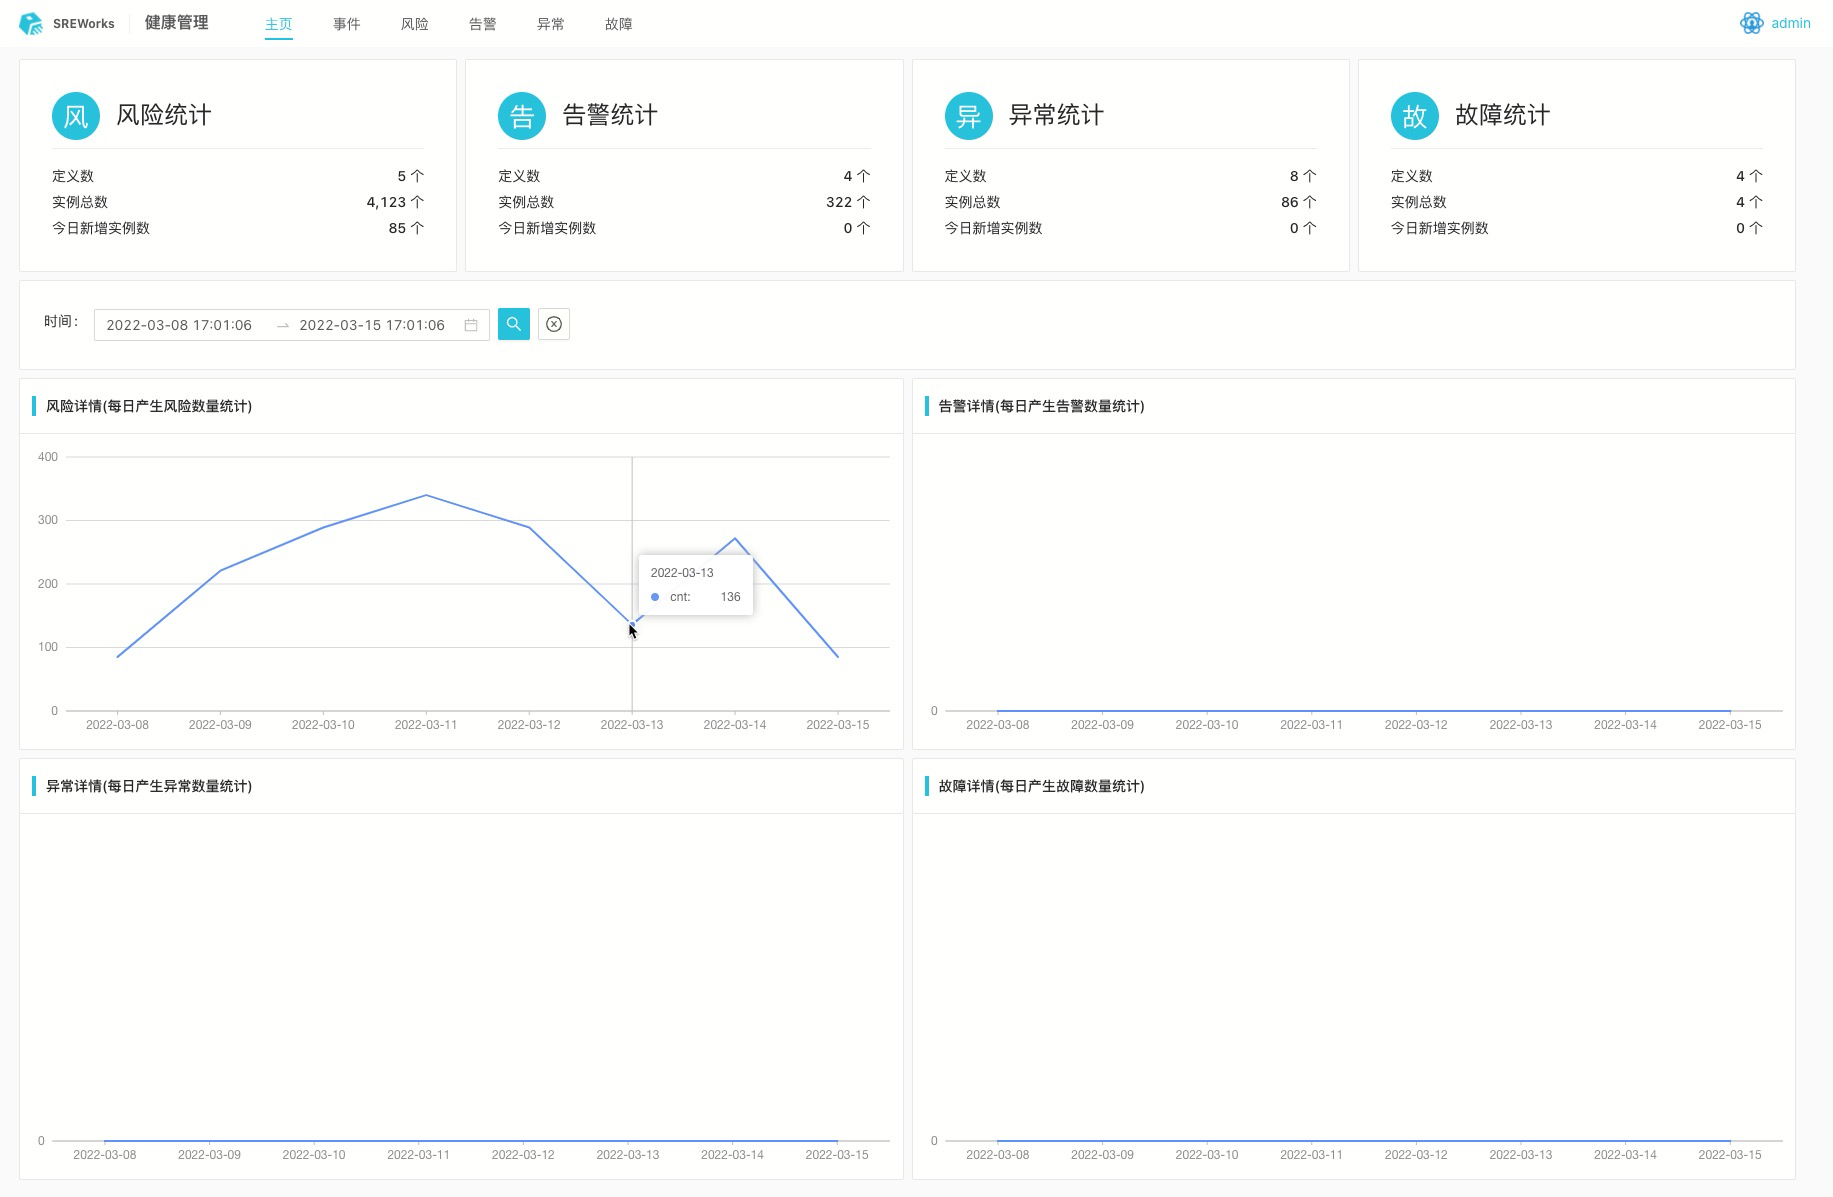 SREWorks 健康管理 主页 事件 风险 告警 异常 故障 admin
风 风险统计
定义数 5 个
实例总数 4,123 个
今日新增实例数 85 个
告 告警统计
定义数 4 个
实例总数 322 个
今日新增实例数 0 个
异 异常统计
定义数 8 个
实例总数 86 个
今日新增实例数 0 个
故 故障统计
定义数 4 个
实例总数 4 个
今日新增实例数 0 个
时间： 2022-03-08 17:01:06 → 2022-03-15 17:01:06
风险详情(每日产生风险数量统计)
400
300
200
100
0
2022-03-13
cnt: 136
2022-03-08 2022-03-09 2022-03-10 2022-03-11 2022-03-12 2022-03-13 2022-03-14 2022-03-15
告警详情(每日产生告警数量统计)
0
2022-03-08 2022-03-09 2022-03-10 2022-03-11 2022-03-12 2022-03-13 2022-03-14 2022-03-15
异常详情(每日产生异常数量统计)
0
2022-03-08 2022-03-09 2022-03-10 2022-03-11 2022-03-12 2022-03-13 2022-03-14 2022-03-15
故障详情(每日产生故障数量统计)
0
2022-03-08 2022-03-09 2022-03-10 2022-03-11 2022-03-12 2022-03-13 2022-03-14 2022-03-15